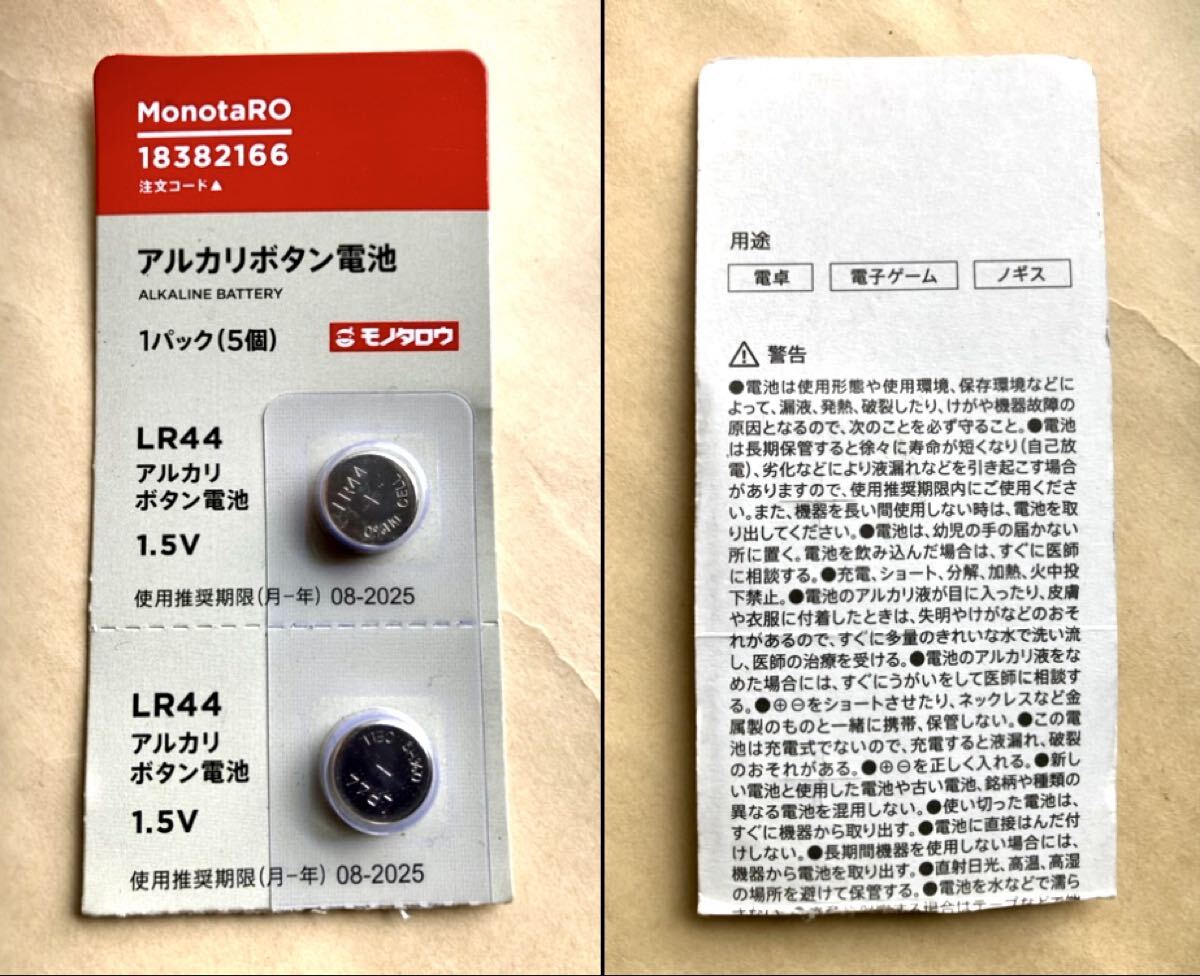 MonotaRO
18382166
注文コード▲
アルカリボタン電池
ALKALINE BATTERY
1パック(5個)
モノタロウ
LR44
アルカリ
ボタン電池
1.5V
使用推奨期限(月-年) 08-2025
LR44
アルカリ
ボタン電池
1.5V
使用推奨期限(月-年) 08-2025
用途
電卓 電子ゲーム ノギス
警告
●電池は使用形態や使用環境、保存環境などに
よって、漏液、発熱、破裂したり、けがや機器故障の
原因となるので、次のことを必ず守ること。●電池
は長期保管すると徐々に寿命が短くなり(自己放
電)、劣化などにより液漏れなどを引き起こす場合
がありますので、使用推奨期限内にご使用くださ
い。また、機器を長い間使用しない時は、電池を取
り出してください。●電池は、幼児の手の届かない
所に置く。電池を飲み込んだ場合は、すぐに医師
に相談する。●充電、ショート、分解、加熱、火中投
下禁止。●電池のアルカリ液が目に入ったり、皮膚
や衣服に付着したときは、失明やけがなどのおそ
れがあるので、すぐに多量のきれいな水で洗い流
し、医師の治療を受ける。●電池のアルカリ液をな
めた場合には、すぐにうがいをして医師に相談す
る。●⊕⊖をショートさせたり、ネックレスなど金
属製のものと一緒に携帯、保管しない。●この電
池は充電式でないので、充電すると液漏れ、破裂
のおそれがある。●⊕⊖を正しく入れる。●新し
い電池と使用した電池や古い電池、銘柄や種類の
異なる電池を混用しない。●使い切った電池は、
すぐに機器から取り出す。●電池に直接はんだ付
けしない。●長期間機器を使用しない場合には、
機器から電池を取り出す。●直射日光、高温、高湿
の場所を避けて保管する。●電池を水などで濡ら